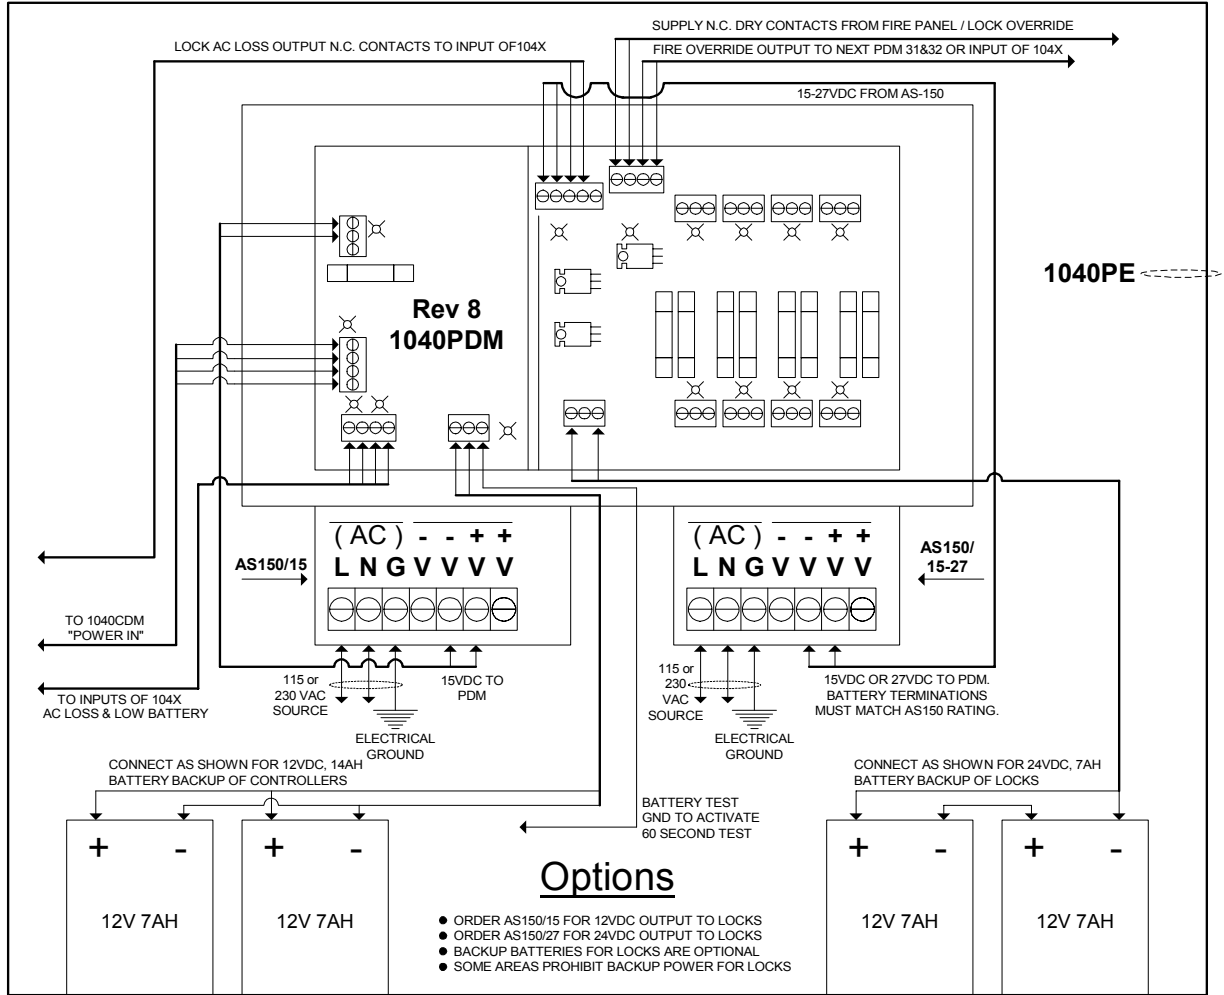 SUPPLY N.C. DRY CONTACTS FROM FIRE PANEL / LOCK OVERRIDE
LOCK AC LOSS OUTPUT N.C. CONTACTS TO INPUT OF104X
FIRE OVERRIDE OUTPUT TO NEXT PDM 31&32 OR INPUT OF 104X
15-27VDC FROM AS-150
1040PE
Rev 8
1040PDM
( AC ) - - + +
L N G V V V V
AS150/15
( AC ) - - + +
L N G V V V V
AS150/
15-27
TO 1040CDM
"POWER IN"
TO INPUTS OF 104X
AC LOSS & LOW BATTERY
115 or
230 VAC
SOURCE
15VDC TO
PDM
ELECTRICAL
GROUND
115 or
230
VAC
SOURCE
15VDC OR 27VDC TO PDM.
BATTERY TERMINATIONS
MUST MATCH AS150 RATING.
ELECTRICAL
GROUND
CONNECT AS SHOWN FOR 12VDC, 14AH
BATTERY BACKUP OF CONTROLLERS
CONNECT AS SHOWN FOR 24VDC, 7AH
BATTERY BACKUP OF LOCKS
BATTERY TEST
GND TO ACTIVATE
60 SECOND TEST
+ -
12V 7AH
+ -
12V 7AH
+ -
12V 7AH
+ -
12V 7AH
Options
● ORDER AS150/15 FOR 12VDC OUTPUT TO LOCKS
● ORDER AS150/27 FOR 24VDC OUTPUT TO LOCKS
● BACKUP BATTERIES FOR LOCKS ARE OPTIONAL
● SOME AREAS PROHIBIT BACKUP POWER FOR LOCKS